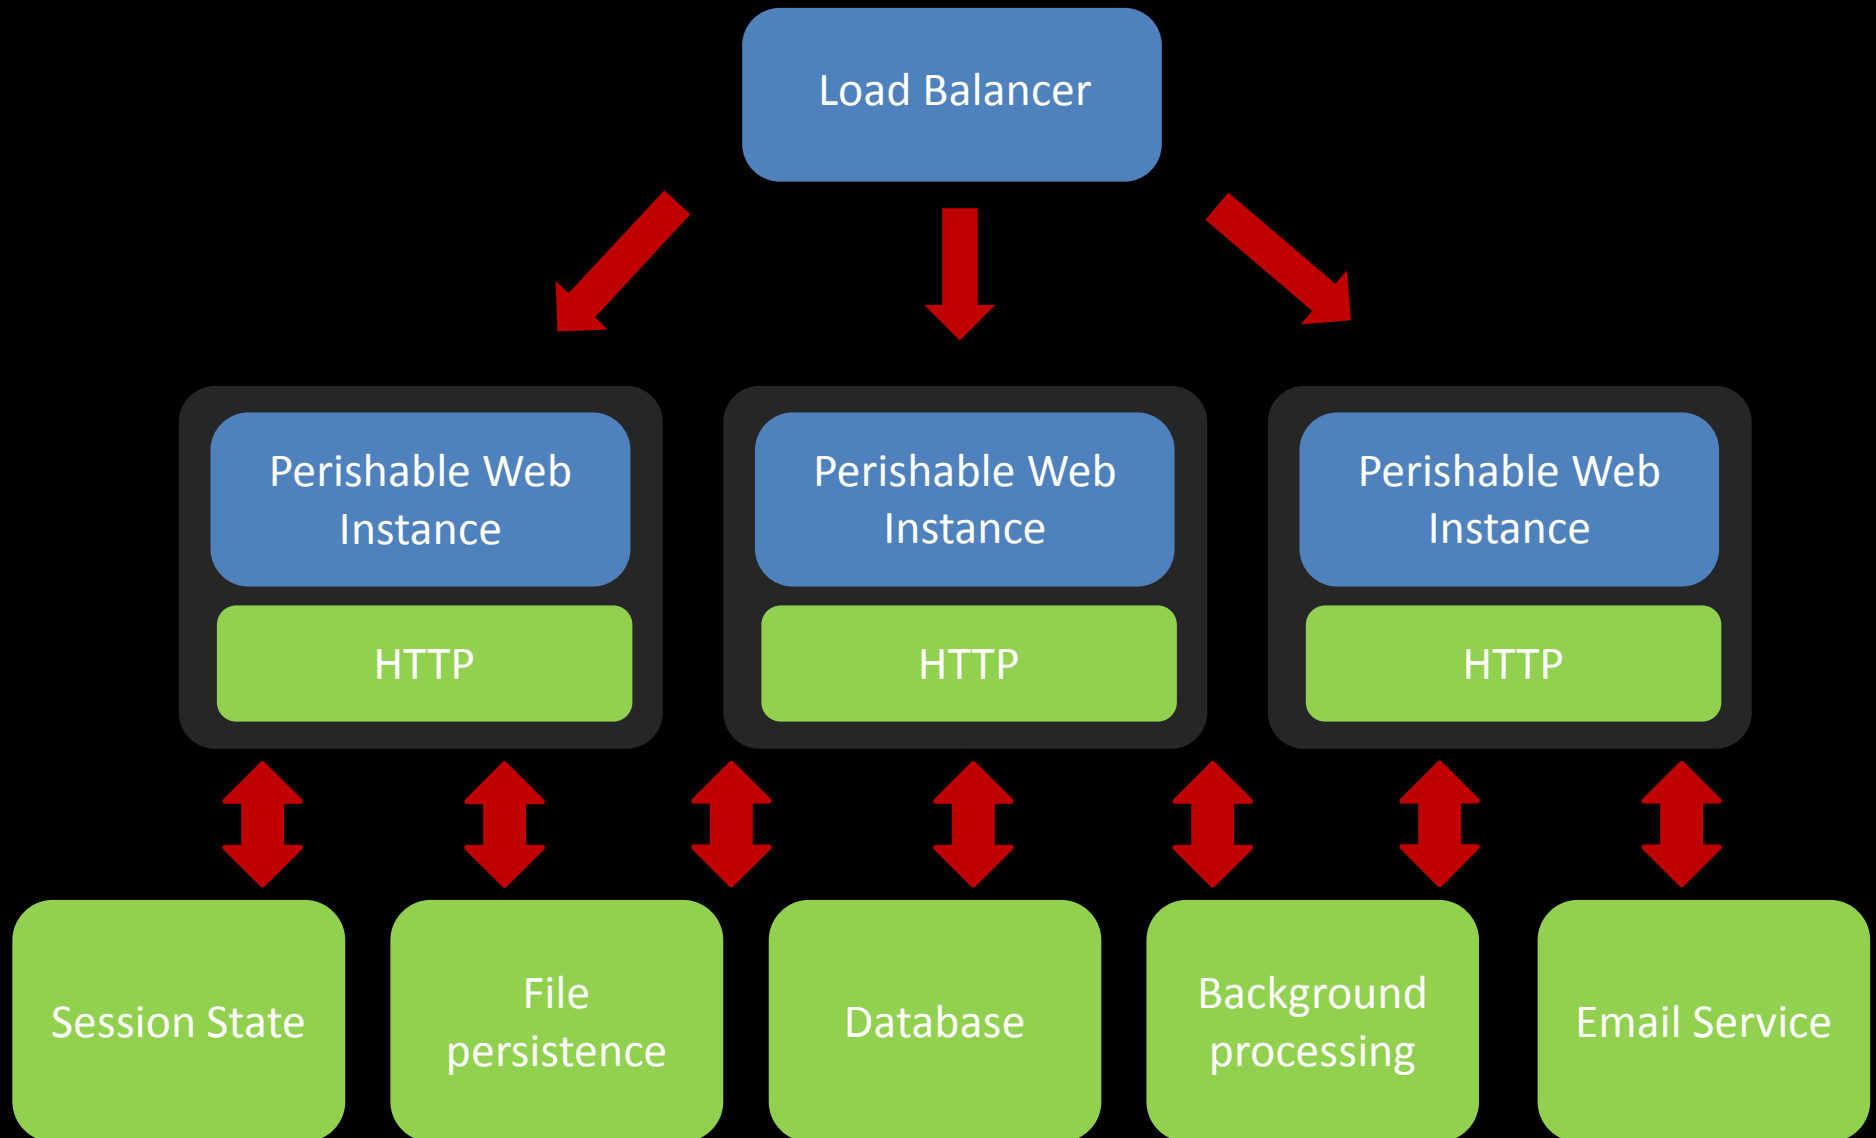 Load Balancer
Perishable Web
Instance
Perishable Web
Instance
Perishable Web
Instance
HTTP
HTTP
HTTP
Session State
File
persistence
Database
Background
processing
Email Service